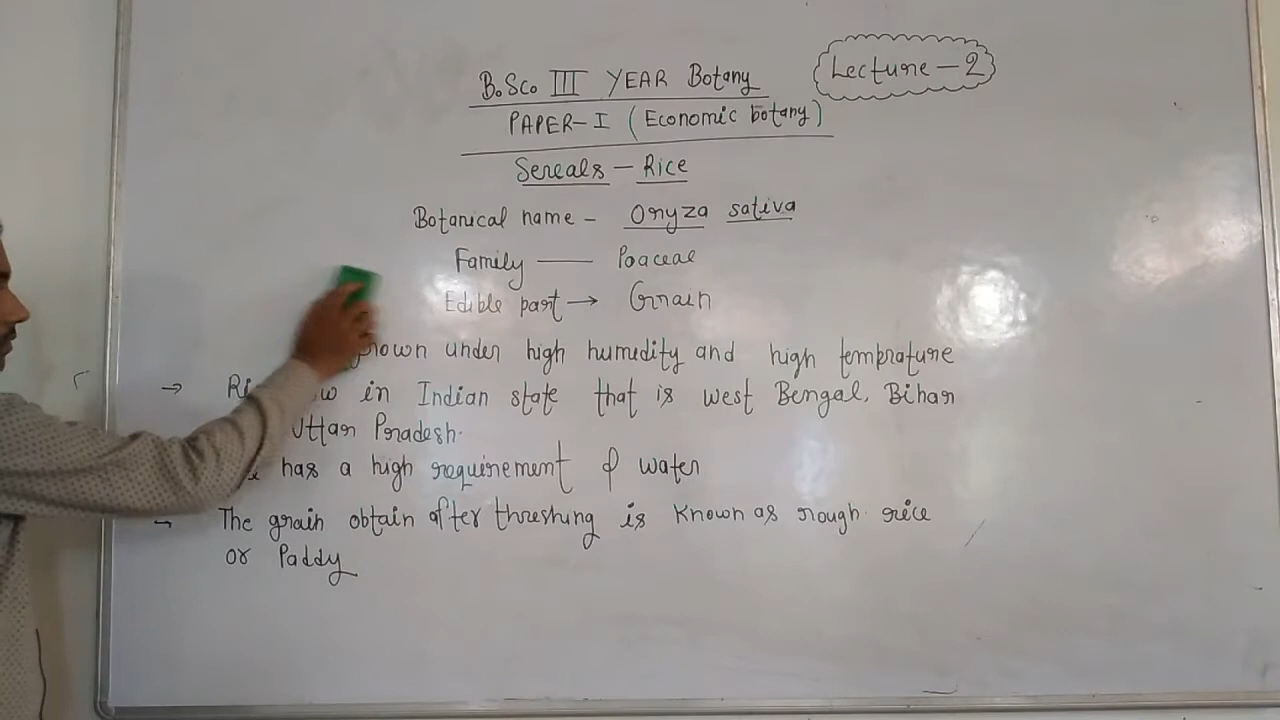 B.Sc. III YEAR Botany
Lecture-2
PAPER-I (Economic botany)
Sereals - Rice
Botanical name - Oryza sativa
Family — Poaceae
Edible part → Grain
grown under high humidity and high temprature
→ in Indian state that is west Bengal, Bihar
Uttar Pradesh.
has a high requirement of water
→ The grain obtain after threshing is known as rough rice
or Paddy